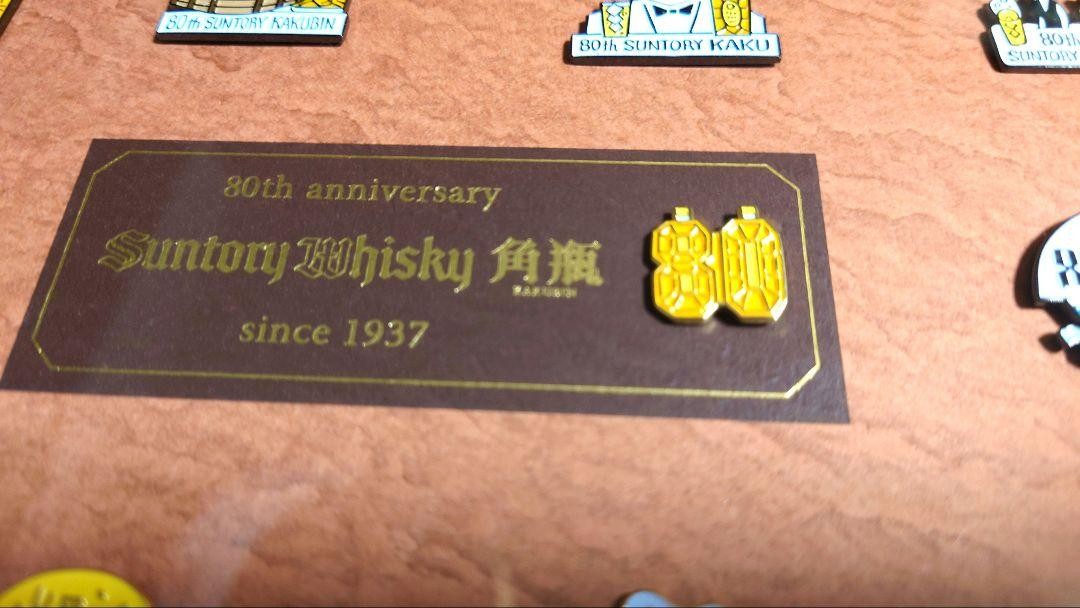 80th SUNTORY KAKUBIN
80th SUNTORY KAKU
80th
SUNTORY
80th anniversary
Suntory Whisky 角瓶
KAKUBIN
since 1937
80